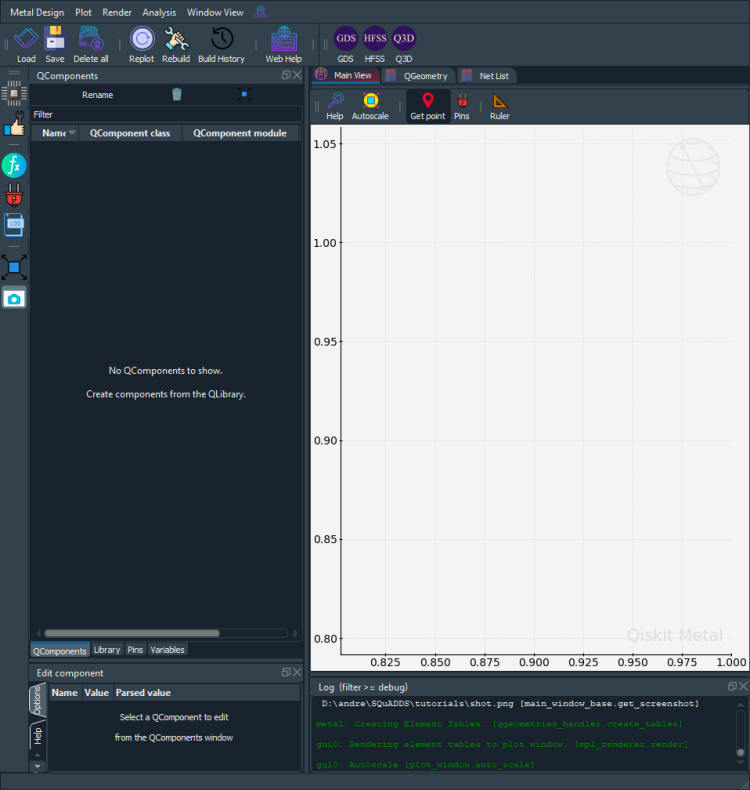 Metal Design Plot Render Analysis Window View
Load Save Delete all Replot Rebuild Build History Web Help
GDS HFSS Q3D
GDS HFSS Q3D
QComponents
Rename
Filter
Name QComponent class QComponent module
No QComponents to show.
Create components from the QLibrary.
QComponents Library Pins Variables
Edit component
Options
Help
Name Value Parsed value
Select a QComponent to edit
from the QComponents window
Main View QGeometry Net List
Help Autoscale Get point Pins Ruler
1.05
1.00
0.95
0.90
0.85
0.80
Qiskit Metal
0.825 0.850 0.875 0.900 0.925 0.950 0.975 1.000
Log (filter >= debug)
D:\andre\SQuADDS\tutorials\shot.png [main_window_base.get_screenshot]
metal: Creating Element Tables. [qgeometries_handler.create_tables]
gui0: Rendering element tables to plot window. [mpl_renderer.render]
gui0: Autoscale [plot_window.auto_scale]